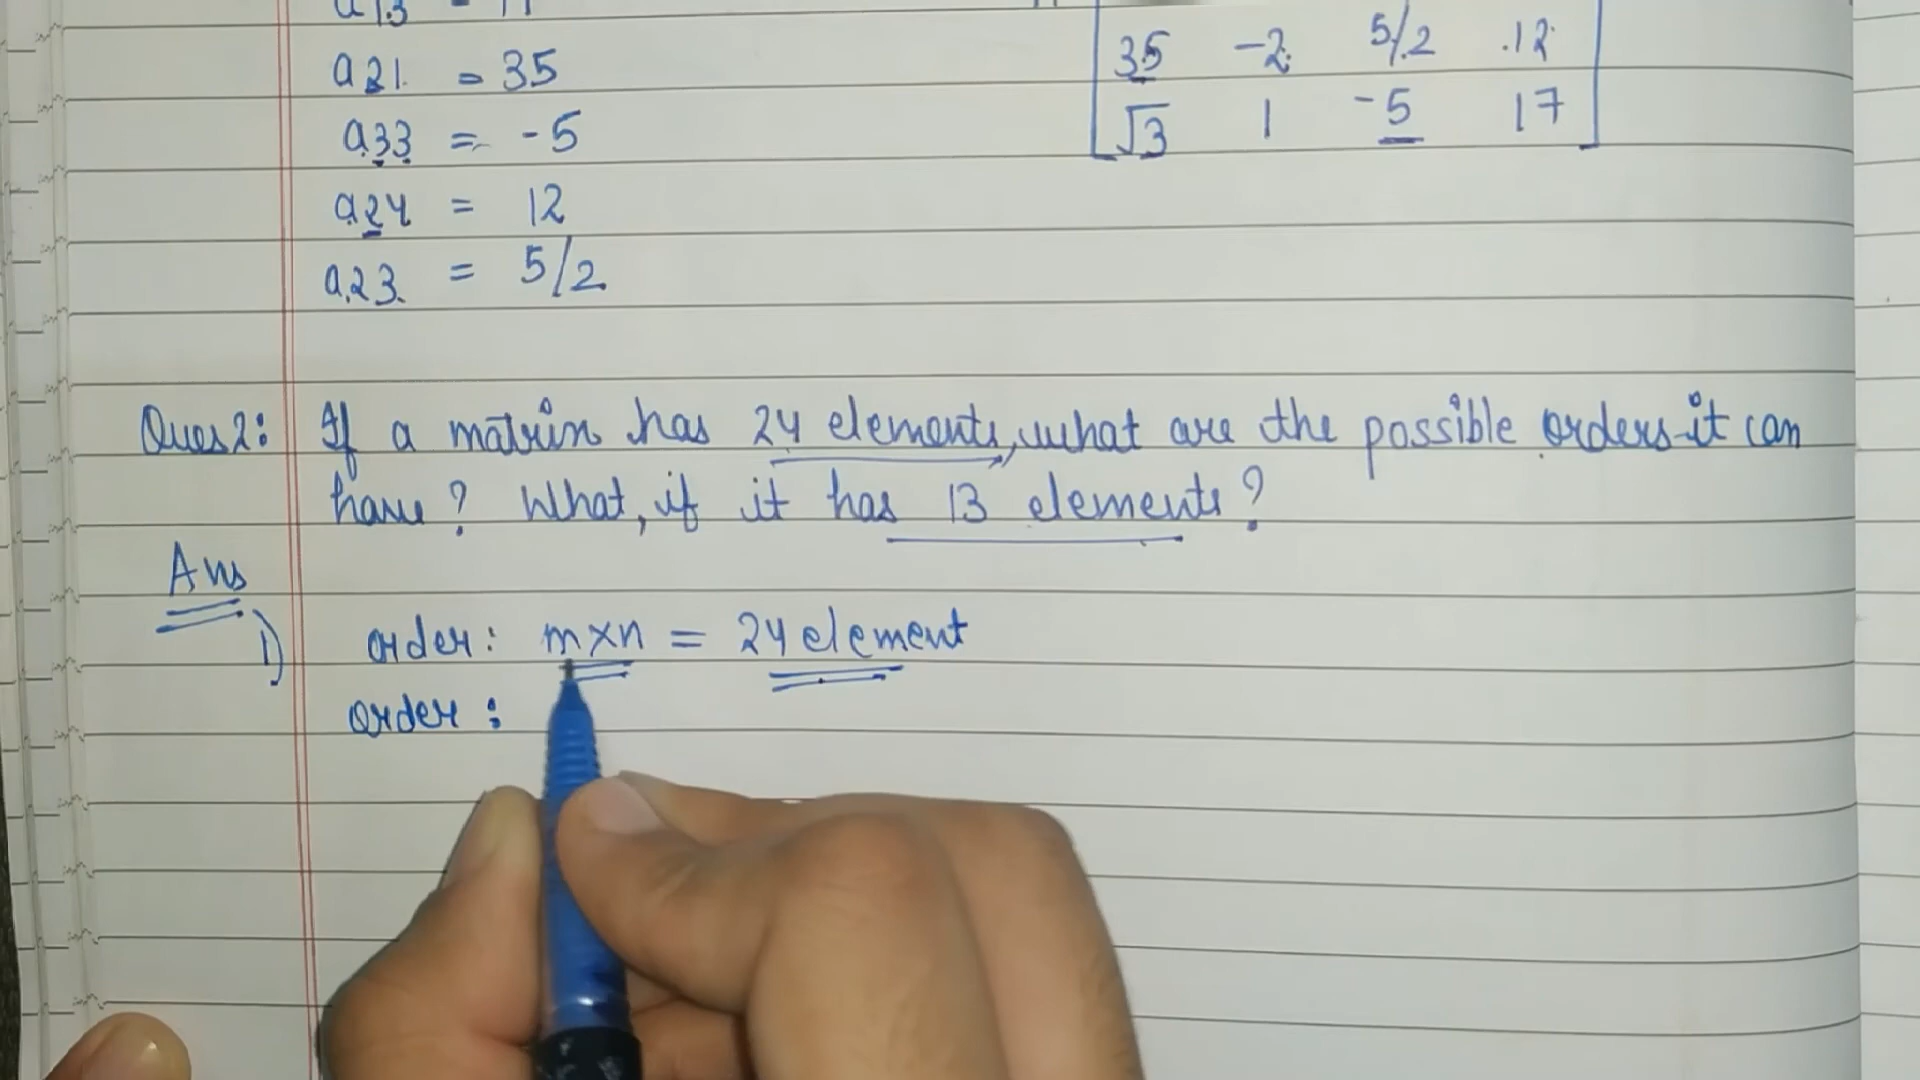 a21 = 35
a33 = -5
a24 = 12
a23 = 5/2
35 -2 5/2 12
√3 1 -5 17
Ques 2: If a matrix has 24 elements, what are the possible orders it can
have? What, if it has 13 elements?
Ans
1) order: m×n = 24 element
order: